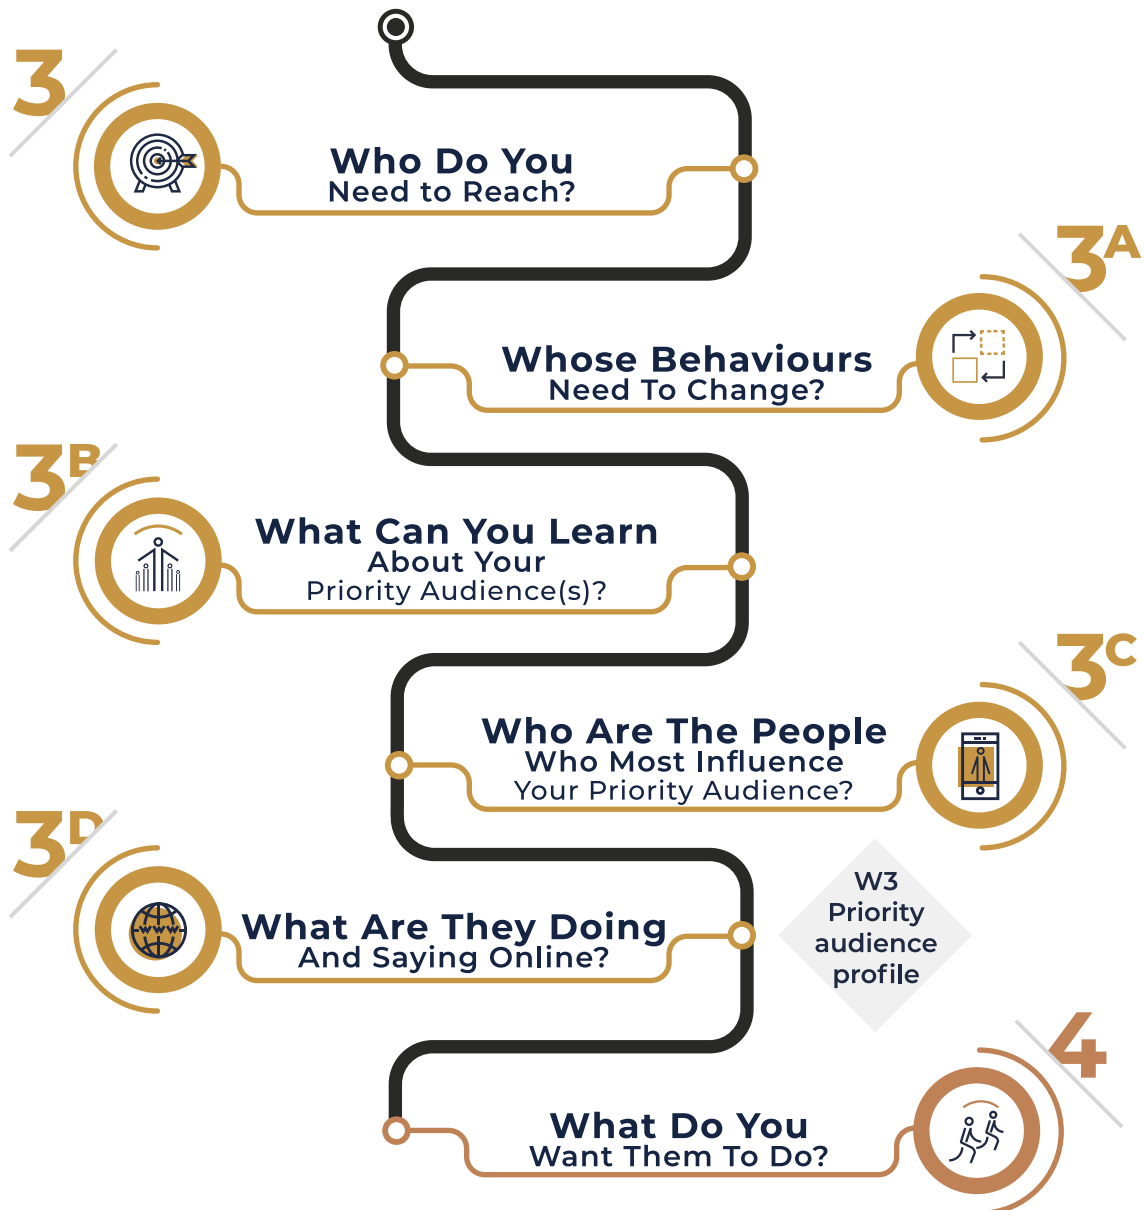 3
Who Do You
Need to Reach?
3A
Whose Behaviours
Need To Change?
3B
What Can You Learn
About Your
Priority Audience(s)?
3C
Who Are The People
Who Most Influence
Your Priority Audience?
3D
What Are They Doing
And Saying Online?
WWW
W3
Priority
audience
profile
4
What Do You
Want Them To Do?